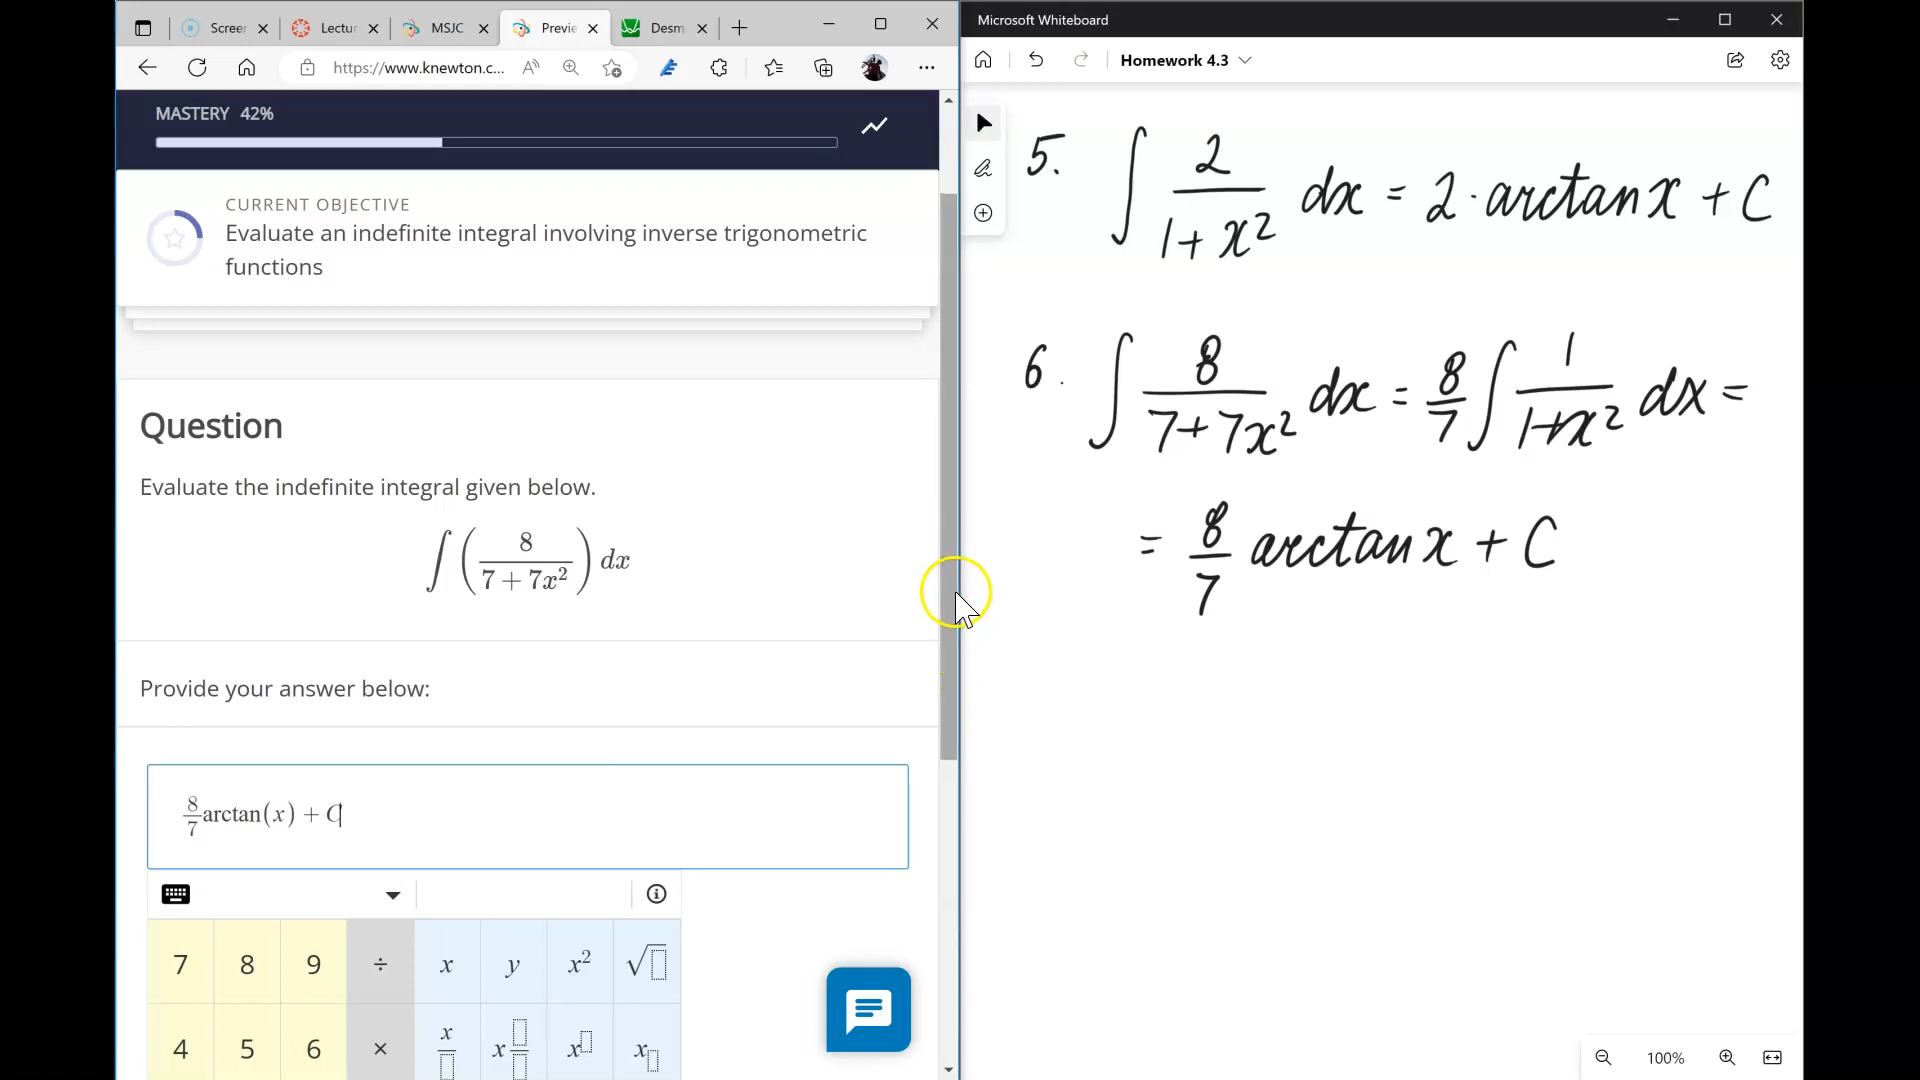 Screen
Lectu
MSJC
Previe
Desm
https://www.knewton.c...
MASTERY 42%
CURRENT OBJECTIVE
Evaluate an indefinite integral involving inverse trigonometric
functions
Question
Evaluate the indefinite integral given below.
∫ ( 8 / (7 + 7x²) ) dx
Provide your answer below:
8/7 arctan(x) + C
7 8 9 ÷ x y x² √
4 5 6 × x x x x
Microsoft Whiteboard
Homework 4.3
5. ∫ 2 / (1 + x²) dx = 2 · arctan x + C
6. ∫ 8 / (7 + 7x²) dx = 8/7 ∫ 1 / (1 + x²) dx =
= 8/7 arctan x + C
100%